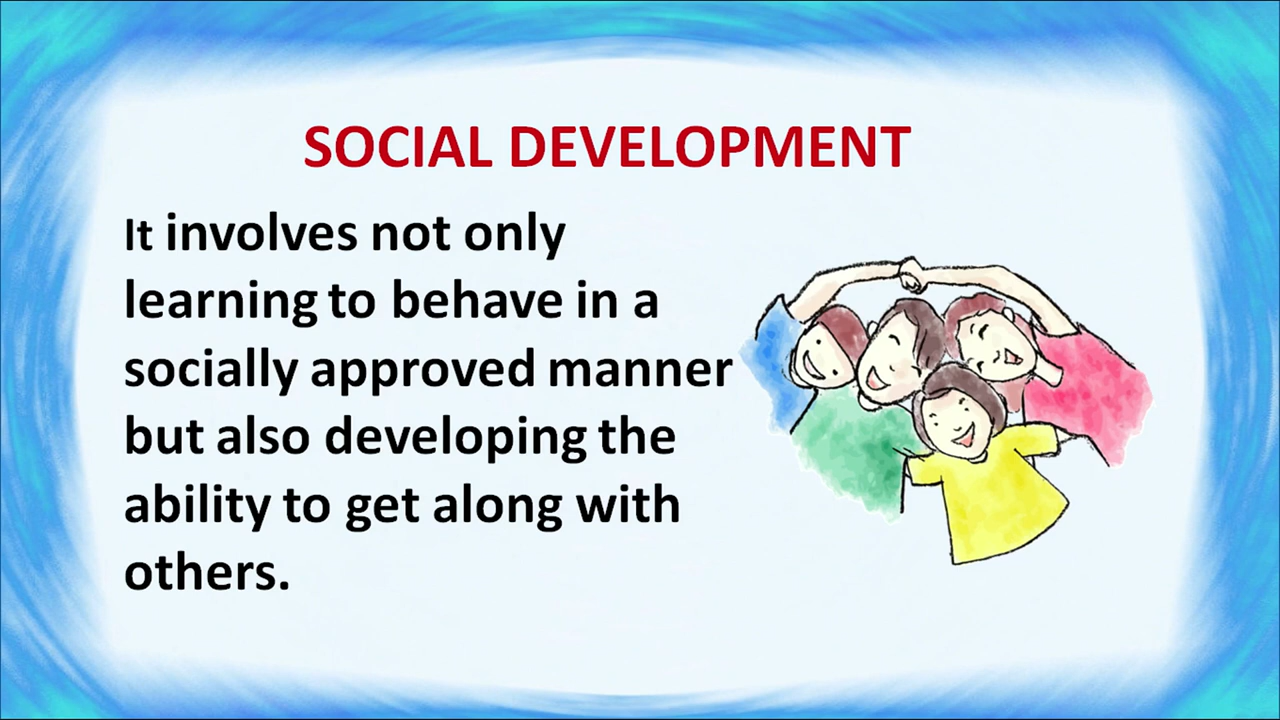 SOCIAL DEVELOPMENT
It involves not only
learning to behave in a
socially approved manner
but also developing the
ability to get along with
others.